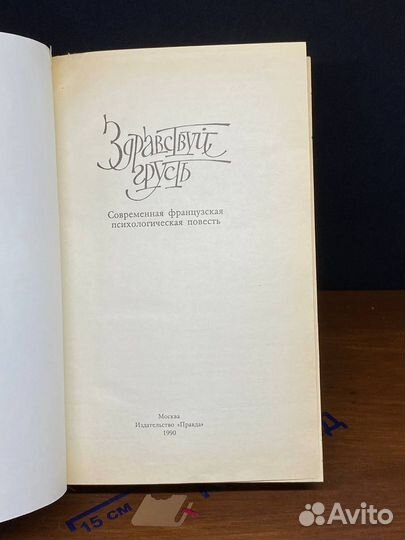 Здравствуй,
грусть
Современная французская
психологическая повесть
Москва
Издательство «Правда»
1990
15 см
Avito